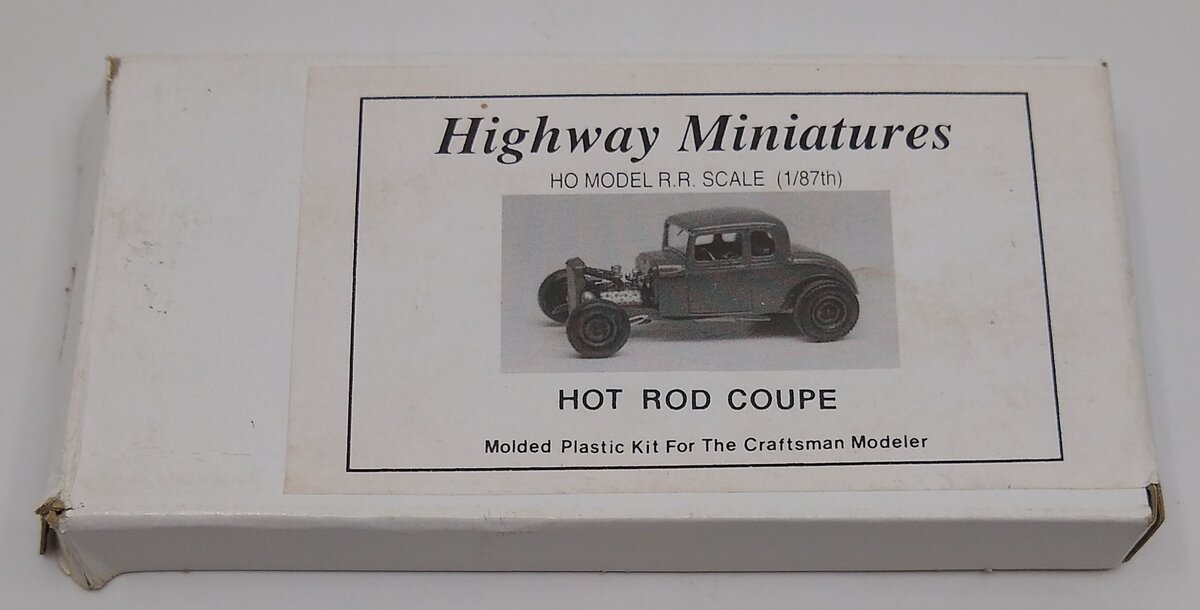 Highway Miniatures
HO MODEL R.R. SCALE (1/87th)
HOT ROD COUPE
Molded Plastic Kit For The Craftsman Modeler